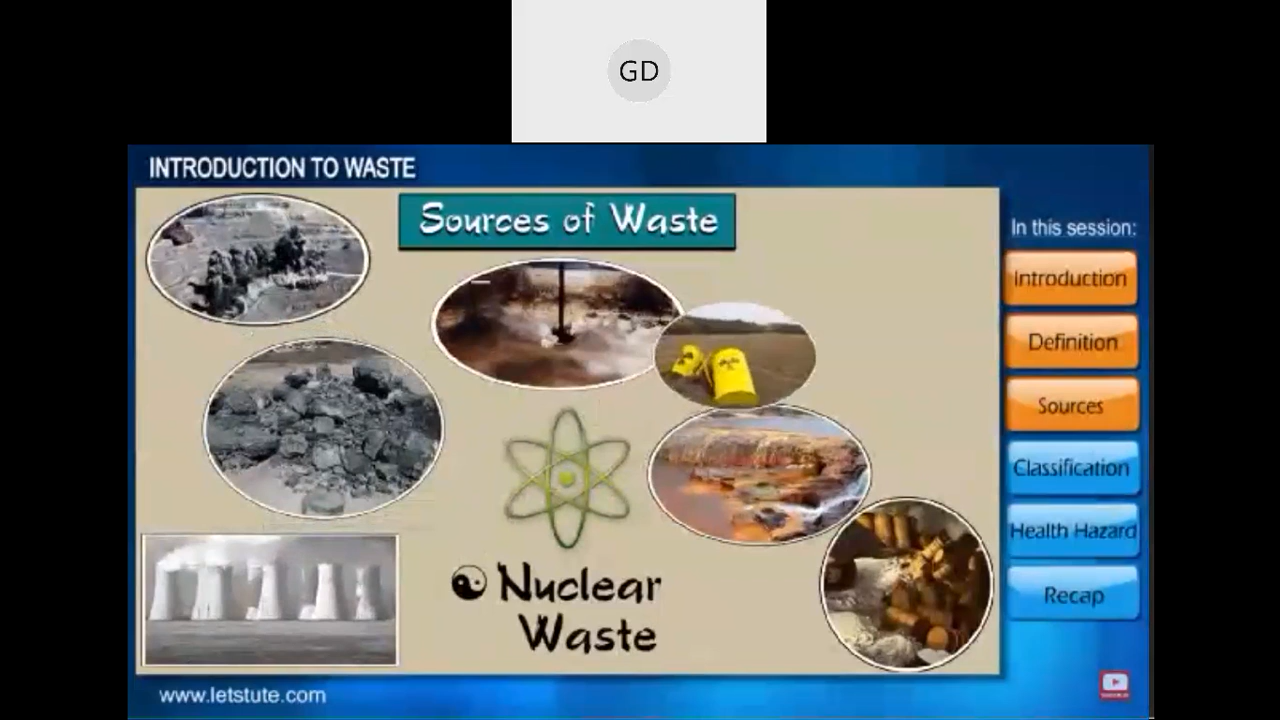 GD
INTRODUCTION TO WASTE
Sources of Waste
In this session:
Introduction
Definition
Sources
Classification
Health Hazard
Recap
Nuclear
Waste
www.letstute.com